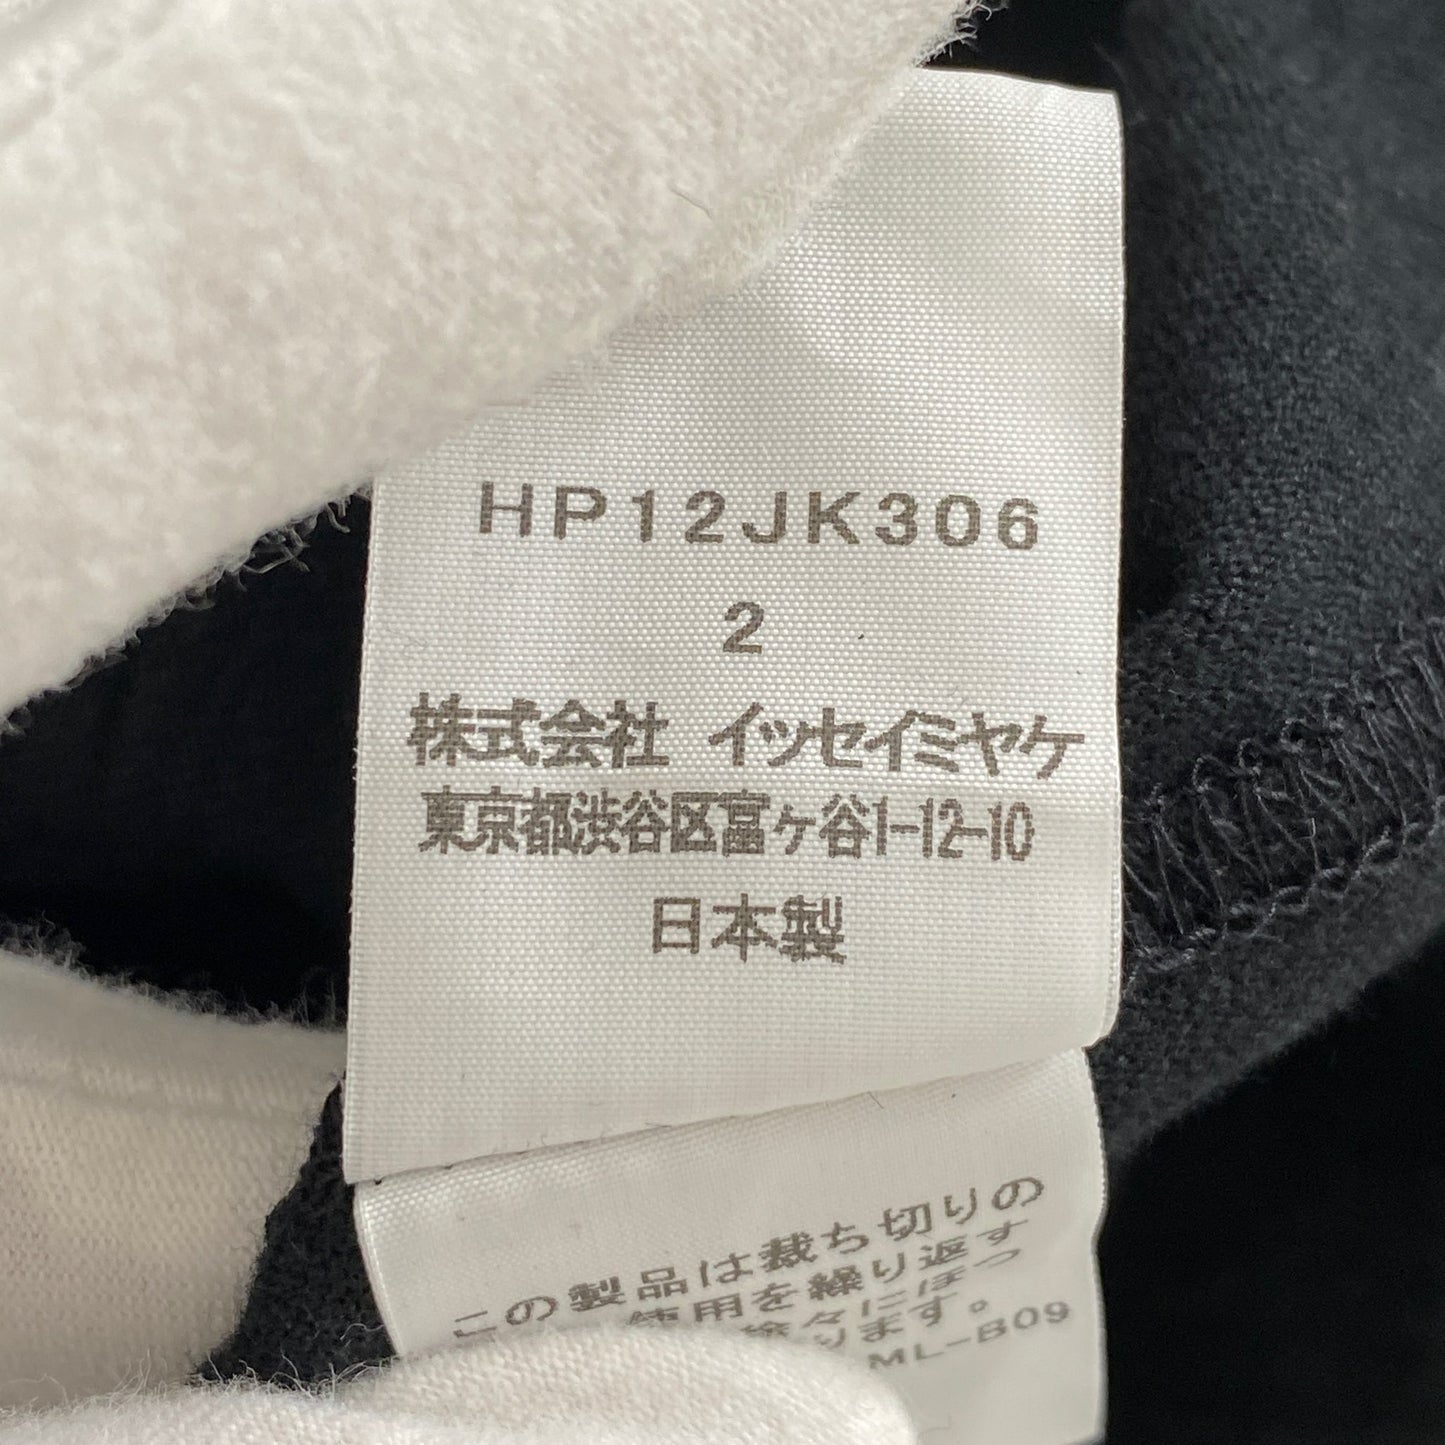 HP12JK306
2
株式会社 イッセイミヤケ
東京都渋谷区富ヶ谷1-12-10
日本製
この製品は裁ち切りの
使用を繰り返す
々にほつ
ります。
ML-B09